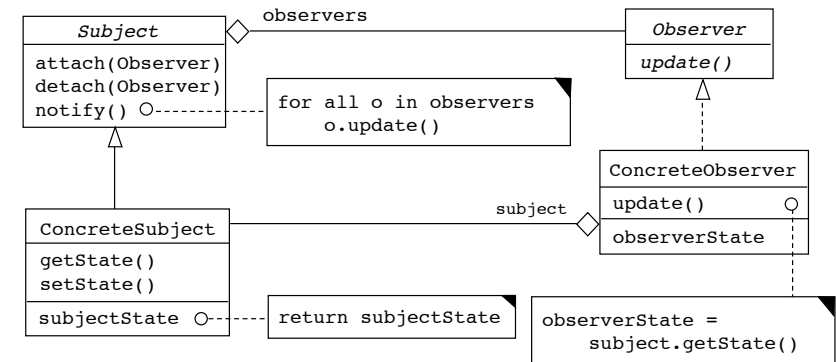 observers
Subject
attach(Observer)
detach(Observer)
notify()
for all o in observers
o.update()
Observer
update()
ConcreteObserver
update()
observerState
subject
ConcreteSubject
getState()
setState()
subjectState
return subjectState
observerState =
subject.getState()